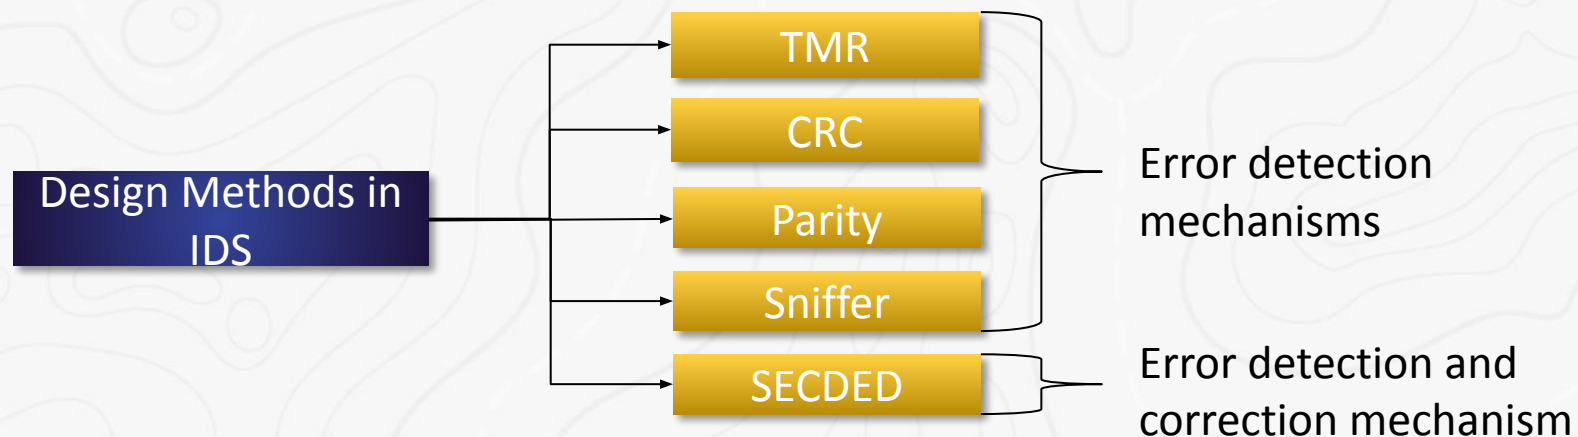 Design Methods in
IDS
TMR
CRC
Parity
Sniffer
SECDED
Error detection
mechanisms
Error detection and
correction mechanism